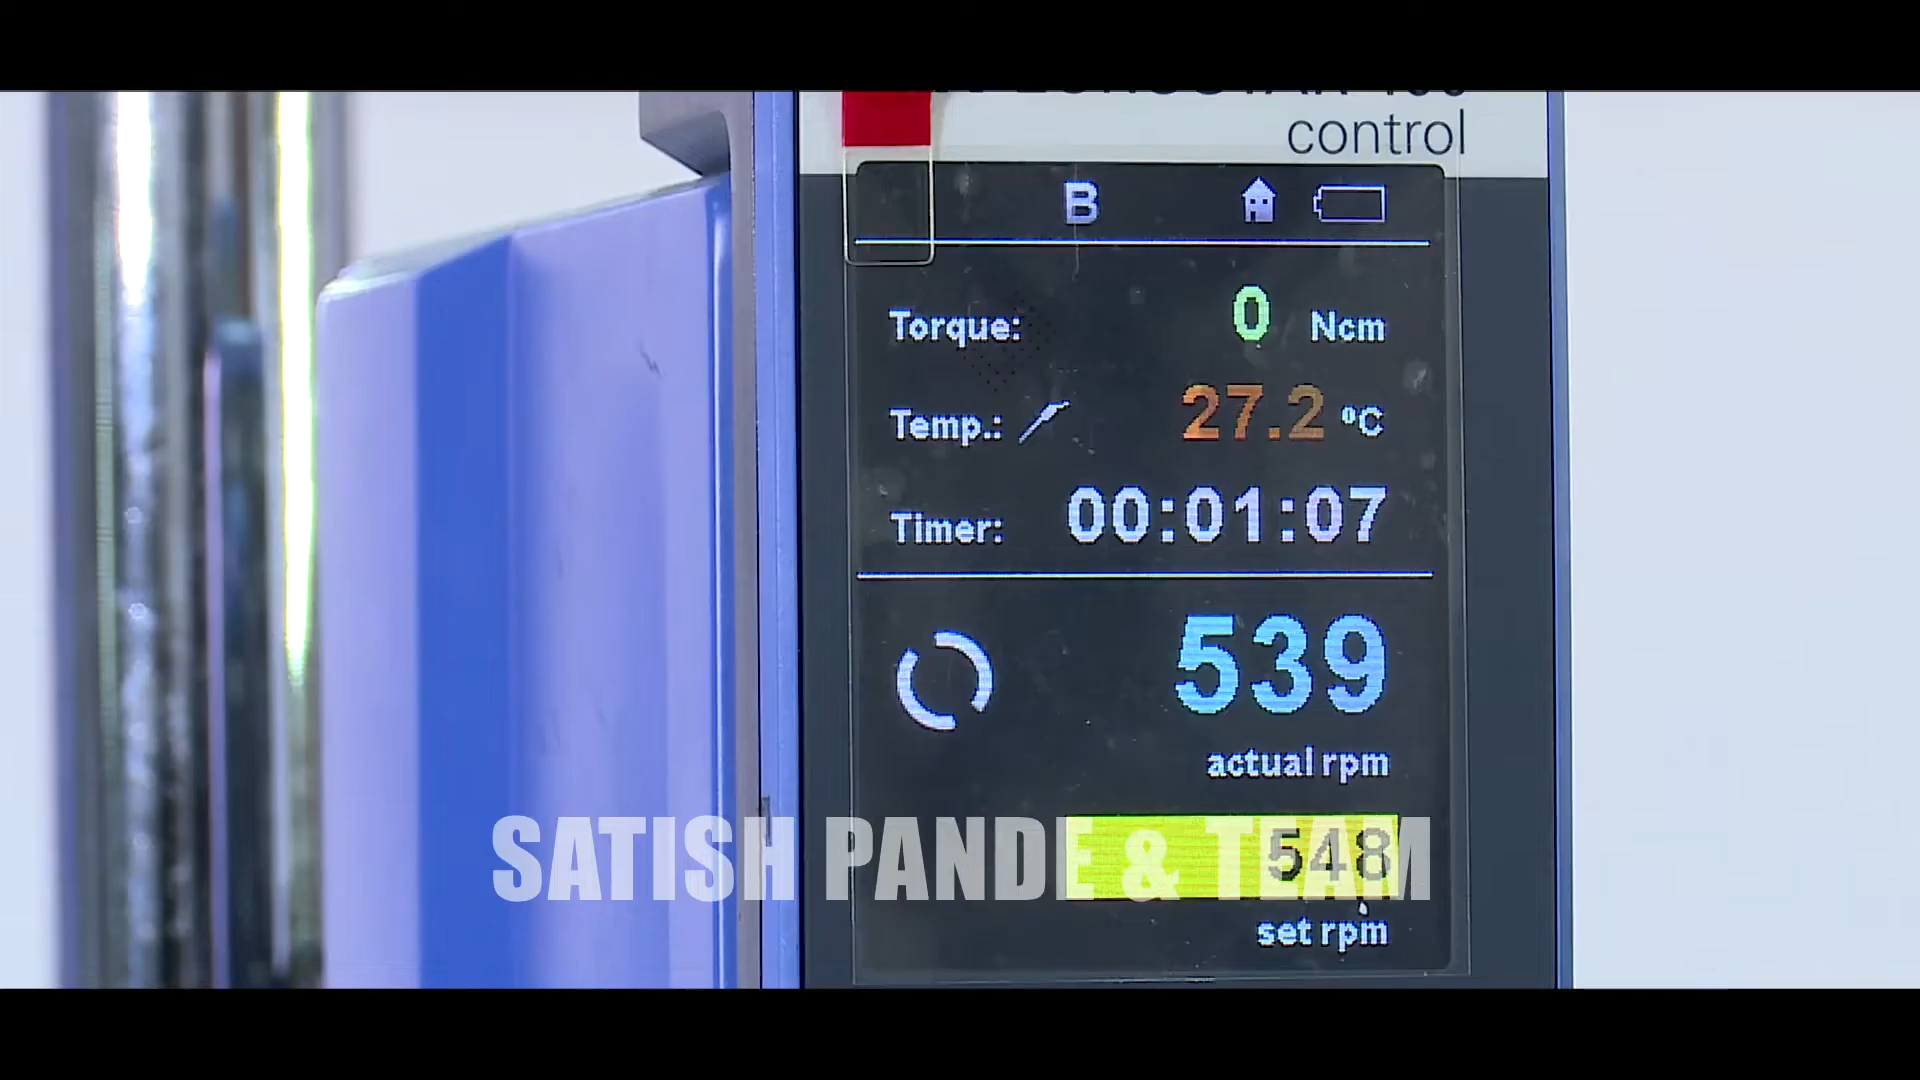 control
B
Torque: 0 Ncm
Temp.: 27.2 °C
Timer: 00:01:07
539
actual rpm
548
set rpm
SATISH PANDE & TEAM